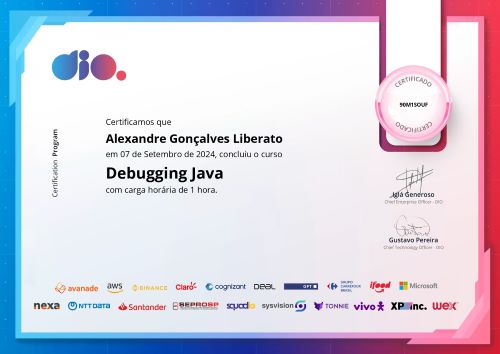 dio.
CERTIFICADO
90M1SOUF
CERTIFICADO
Certification Program
Certificamos que
Alexandre Gonçalves Liberato
em 07 de Setembro de 2024, concluiu o curso
Debugging Java
com carga horária de 1 hora.
Iglá Generoso
Chief Enterprise Officer - DIO
Gustavo Pereira
Chief Technology Officer - DIO
avanade aws BINANCE Claro cognizant DEAL GFT GRUPO CARREFOUR BRASIL ifood Microsoft
nexa NTT DATA Santander SEPROSP squadio sysvision TONNIE vivo XP inc. wex